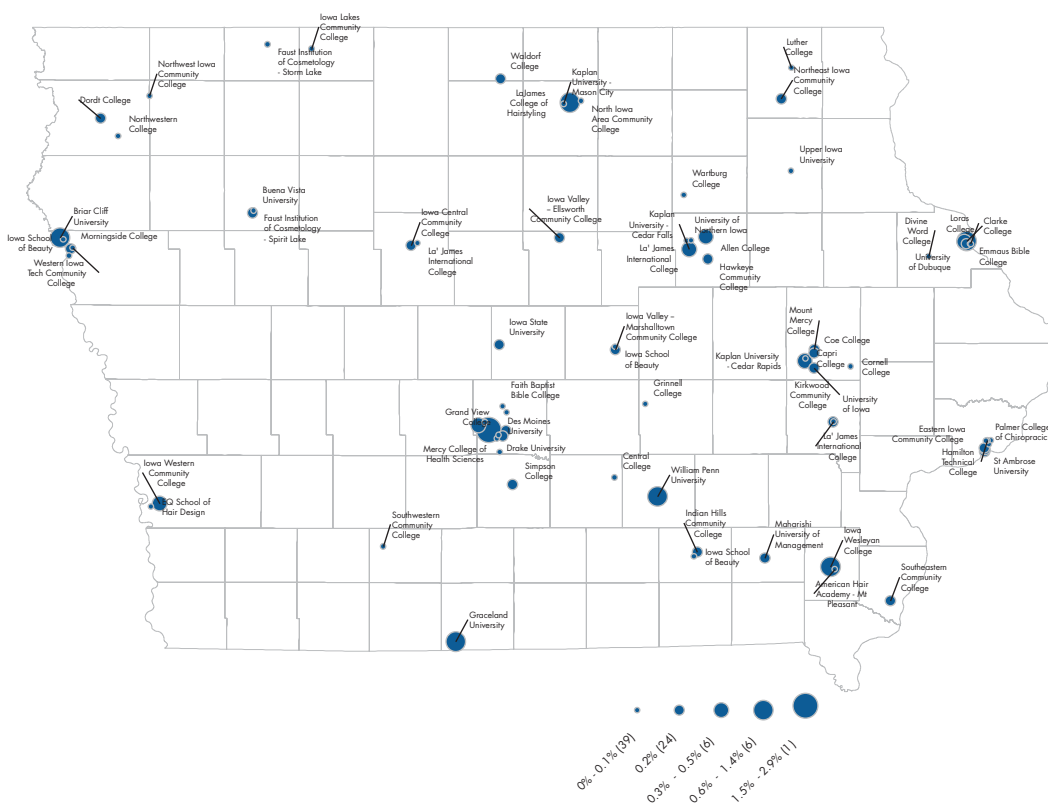 Iowa Lakes
Community
College
Faust Institution
of Cosmetology
- Storm Lake
Northwest Iowa
Community
College
Dordt College
Northwestern
College
Waldorf
College
Kaplan
University -
Mason City
LaJames
College of
Hairstyling
North Iowa
Area Community
College
Luther
College
Northeast Iowa
Community
College
Upper Iowa
University
Wartburg
College
Buena Vista
University
Faust Institution
of Cosmetology
- Spirit Lake
Briar Cliff
University
Iowa School
of Beauty
Morningside College
Western Iowa
Tech Community
College
Iowa Central
Community
College
La' James
International
College
Iowa Valley
– Ellsworth
Community College
Kaplan
University -
Cedar Falls
University of
Northern Iowa
La' James
International
College
Allen College
Hawkeye
Community
College
Divine
Word
College
Loras
College
Clarke
College
University
of Dubuque
Emmaus Bible
College
Iowa State
University
Iowa Valley –
Marshalltown
Community College
Iowa School
of Beauty
Mount
Mercy
College
Coe College
Capri
College
Kaplan University
- Cedar Rapids
Cornell
College
Kirkwood
Community
College
University
of Iowa
Faith Baptist
Bible College
Grinnell
College
Grand View
College
Des Moines
University
Mercy College of
Health Sciences
Drake University
La' James
International
College
Eastern Iowa
Community College
Palmer College
of Chiropractic
Hamilton
Technical
College
St Ambrose
University
Iowa Western
Community
College
EQ School of
Hair Design
Simpson
College
Central
College
William Penn
University
Southwestern
Community
College
Indian Hills
Community
College
Iowa School
of Beauty
Maharishi
University of
Management
Iowa
Wesleyan
College
American Hair
Academy - Mt
Pleasant
Southeastern
Community
College
Graceland
University
0% - 0.1% (39)
0.2% (24)
0.3% - 0.5% (6)
0.6% - 1.4% (6)
1.5% - 2.9% (1)